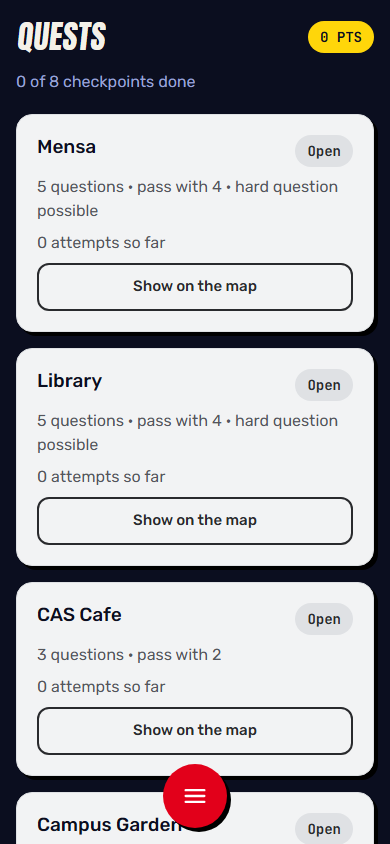 QUESTS
0 PTS
0 of 8 checkpoints done
Mensa
Open
5 questions • pass with 4 • hard question
possible
0 attempts so far
Show on the map
Library
Open
5 questions • pass with 4 • hard question
possible
0 attempts so far
Show on the map
CAS Cafe
Open
3 questions • pass with 2
0 attempts so far
Show on the map
Campus Garden
Open